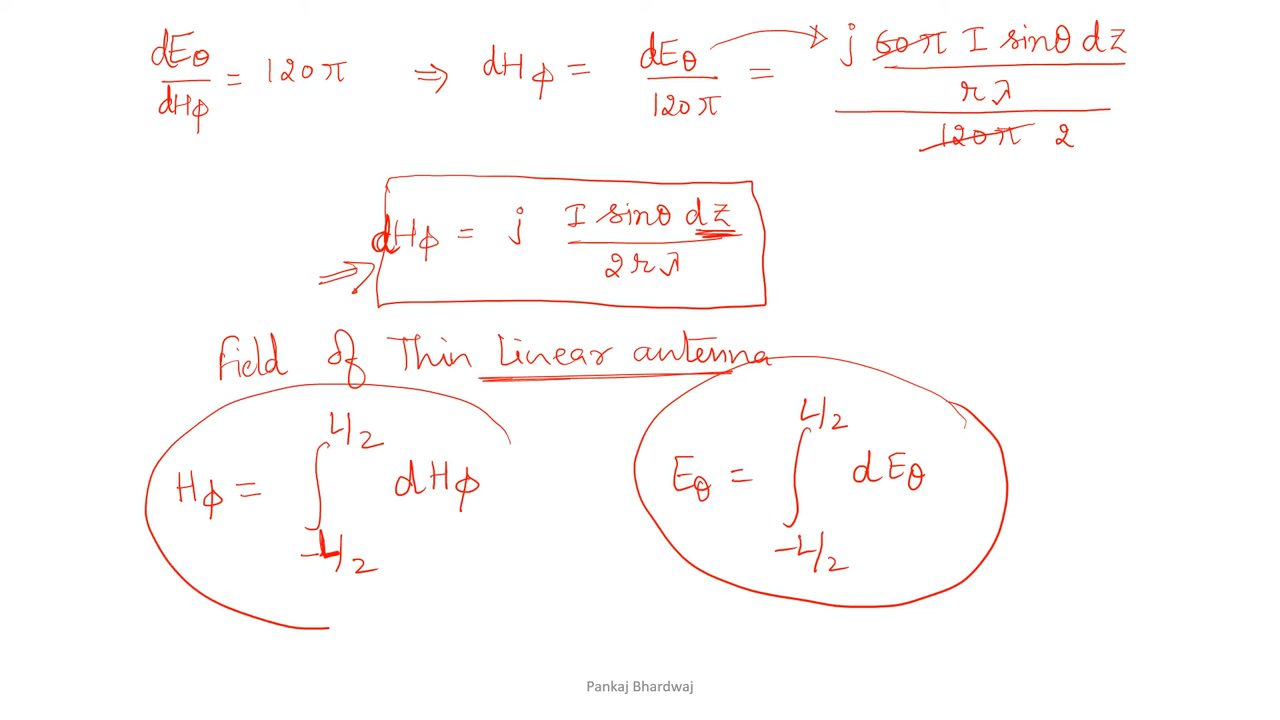 dEθ/dHφ = 120π ⇒ dHφ = dEθ/120π = j 60π I sinθ dz / rλ / 120π 2
⇒ dHφ = j I sinθ dz / 2rλ
Field of Thin Linear antenna
Hφ = ∫ L/2 -L/2 dHφ Eθ = ∫ L/2 -L/2 dEθ
Pankaj Bhardwaj